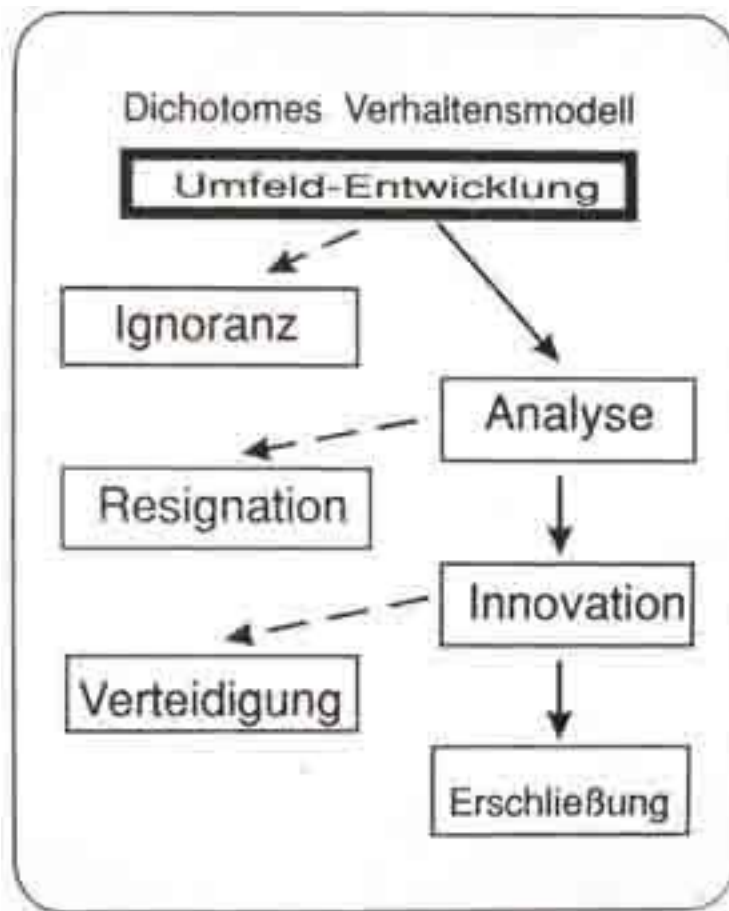 Dichotomes Verhaltensmodell
Umfeld-Entwicklung
Ignoranz
Analyse
Resignation
Innovation
Verteidigung
Erschließung